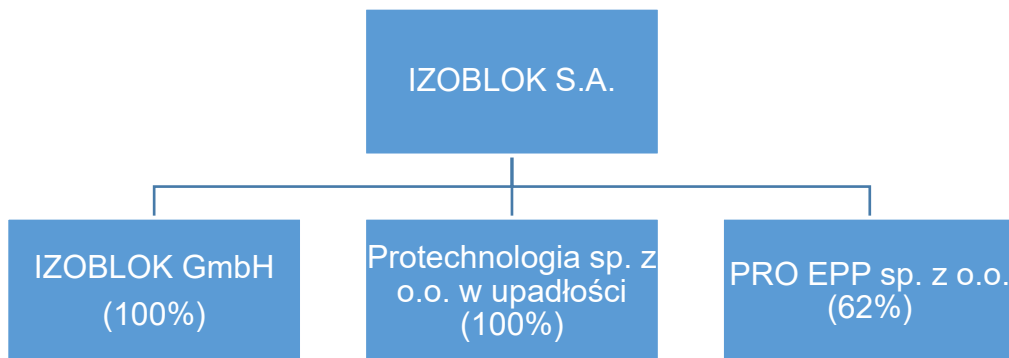 IZOBLOK S.A.
IZOBLOK GmbH
(100%)
Protechnologia sp. z
o.o. w upadłości
(100%)
PRO EPP sp. z o.o.
(62%)